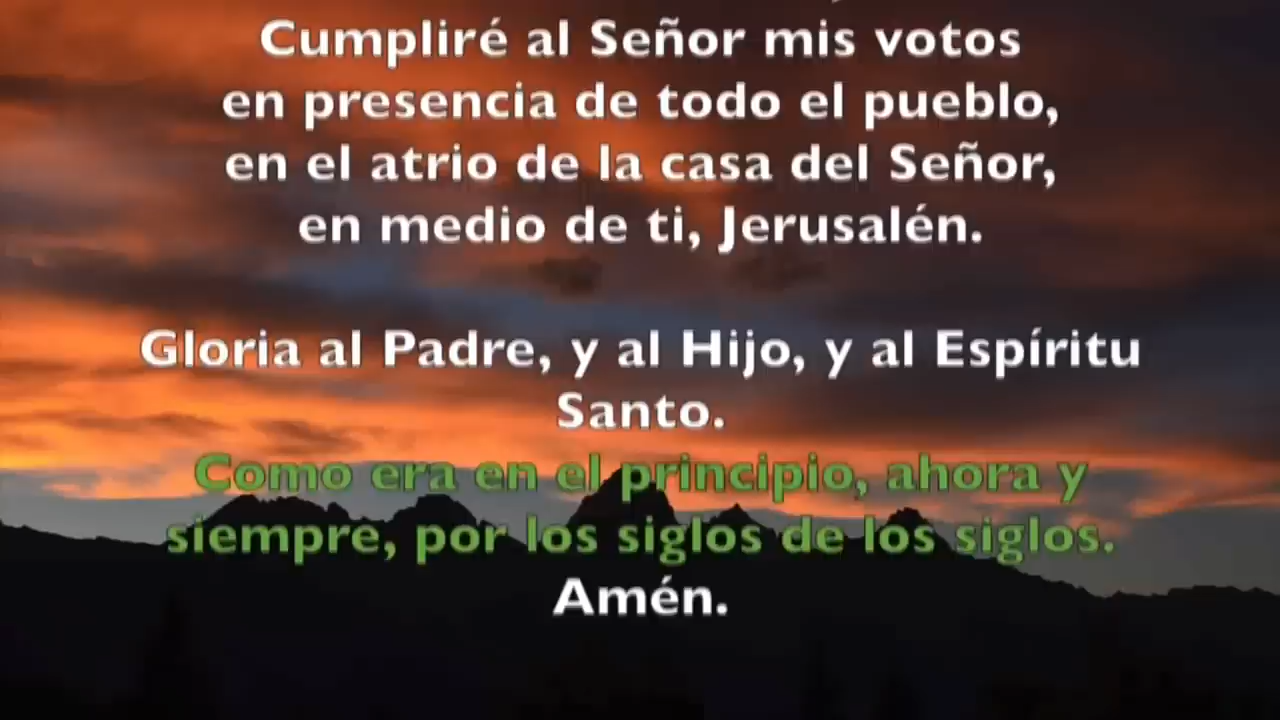 Cumpliré al Señor mis votos
en presencia de todo el pueblo,
en el atrio de la casa del Señor,
en medio de ti, Jerusalén.
Gloria al Padre, y al Hijo, y al Espíritu
Santo.
Como era en el principio, ahora y
siempre, por los siglos de los siglos.
Amén.